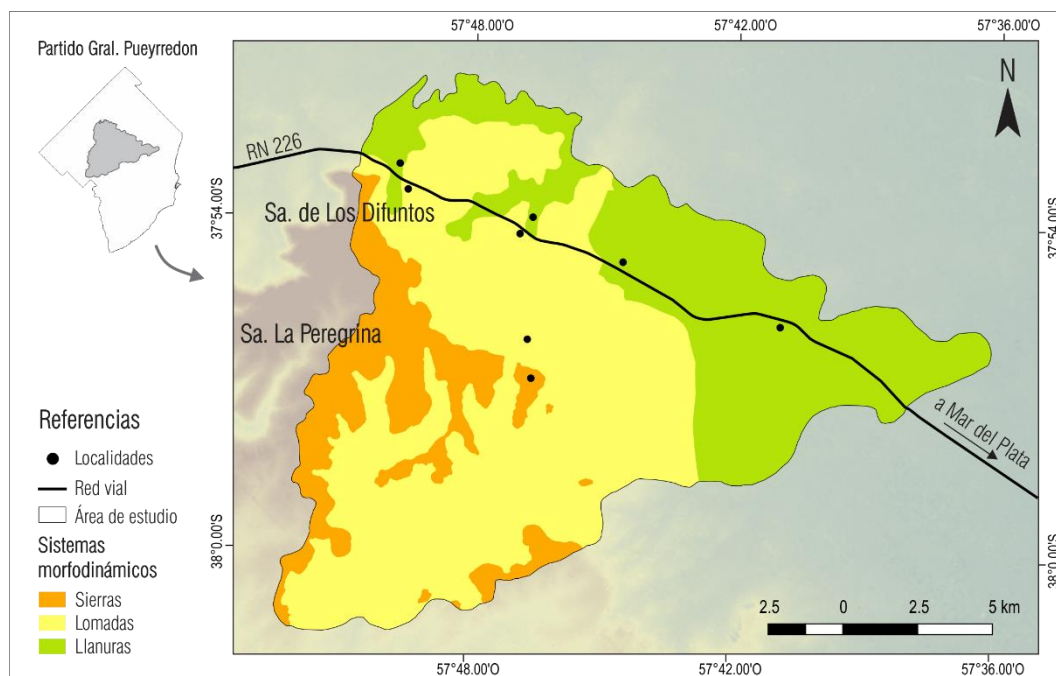 Partido Gral. Pueyrredon
57°48.00'O
57°42.00'O
57°36.00'O
N
RN 226
37°54.00'S
37°54.00'S
Sa. de Los Difuntos
Sa. La Peregrina
a Mar del Plata
38°0.00'S
38°0.00'S
Referencias
Localidades
Red vial
Área de estudio
Sistemas
morfodinámicos
Sierras
Lomadas
Llanuras
2.5 0 2.5 5 km
57°48.00'O
57°42.00'O
57°36.00'O